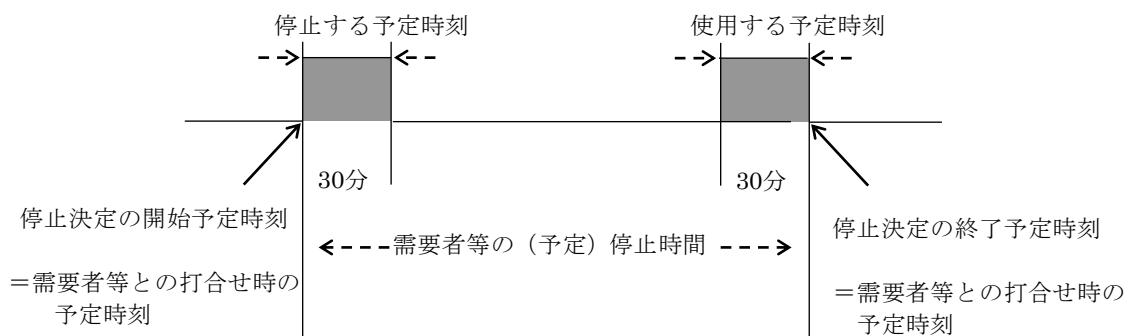 停止する予定時刻
使用する予定時刻
30分
30分
停止決定の開始予定時刻
＝需要者等との打合せ時の
予定時刻
需要者等の（予定）停止時間
停止決定の終了予定時刻
＝需要者等との打合せ時の
予定時刻